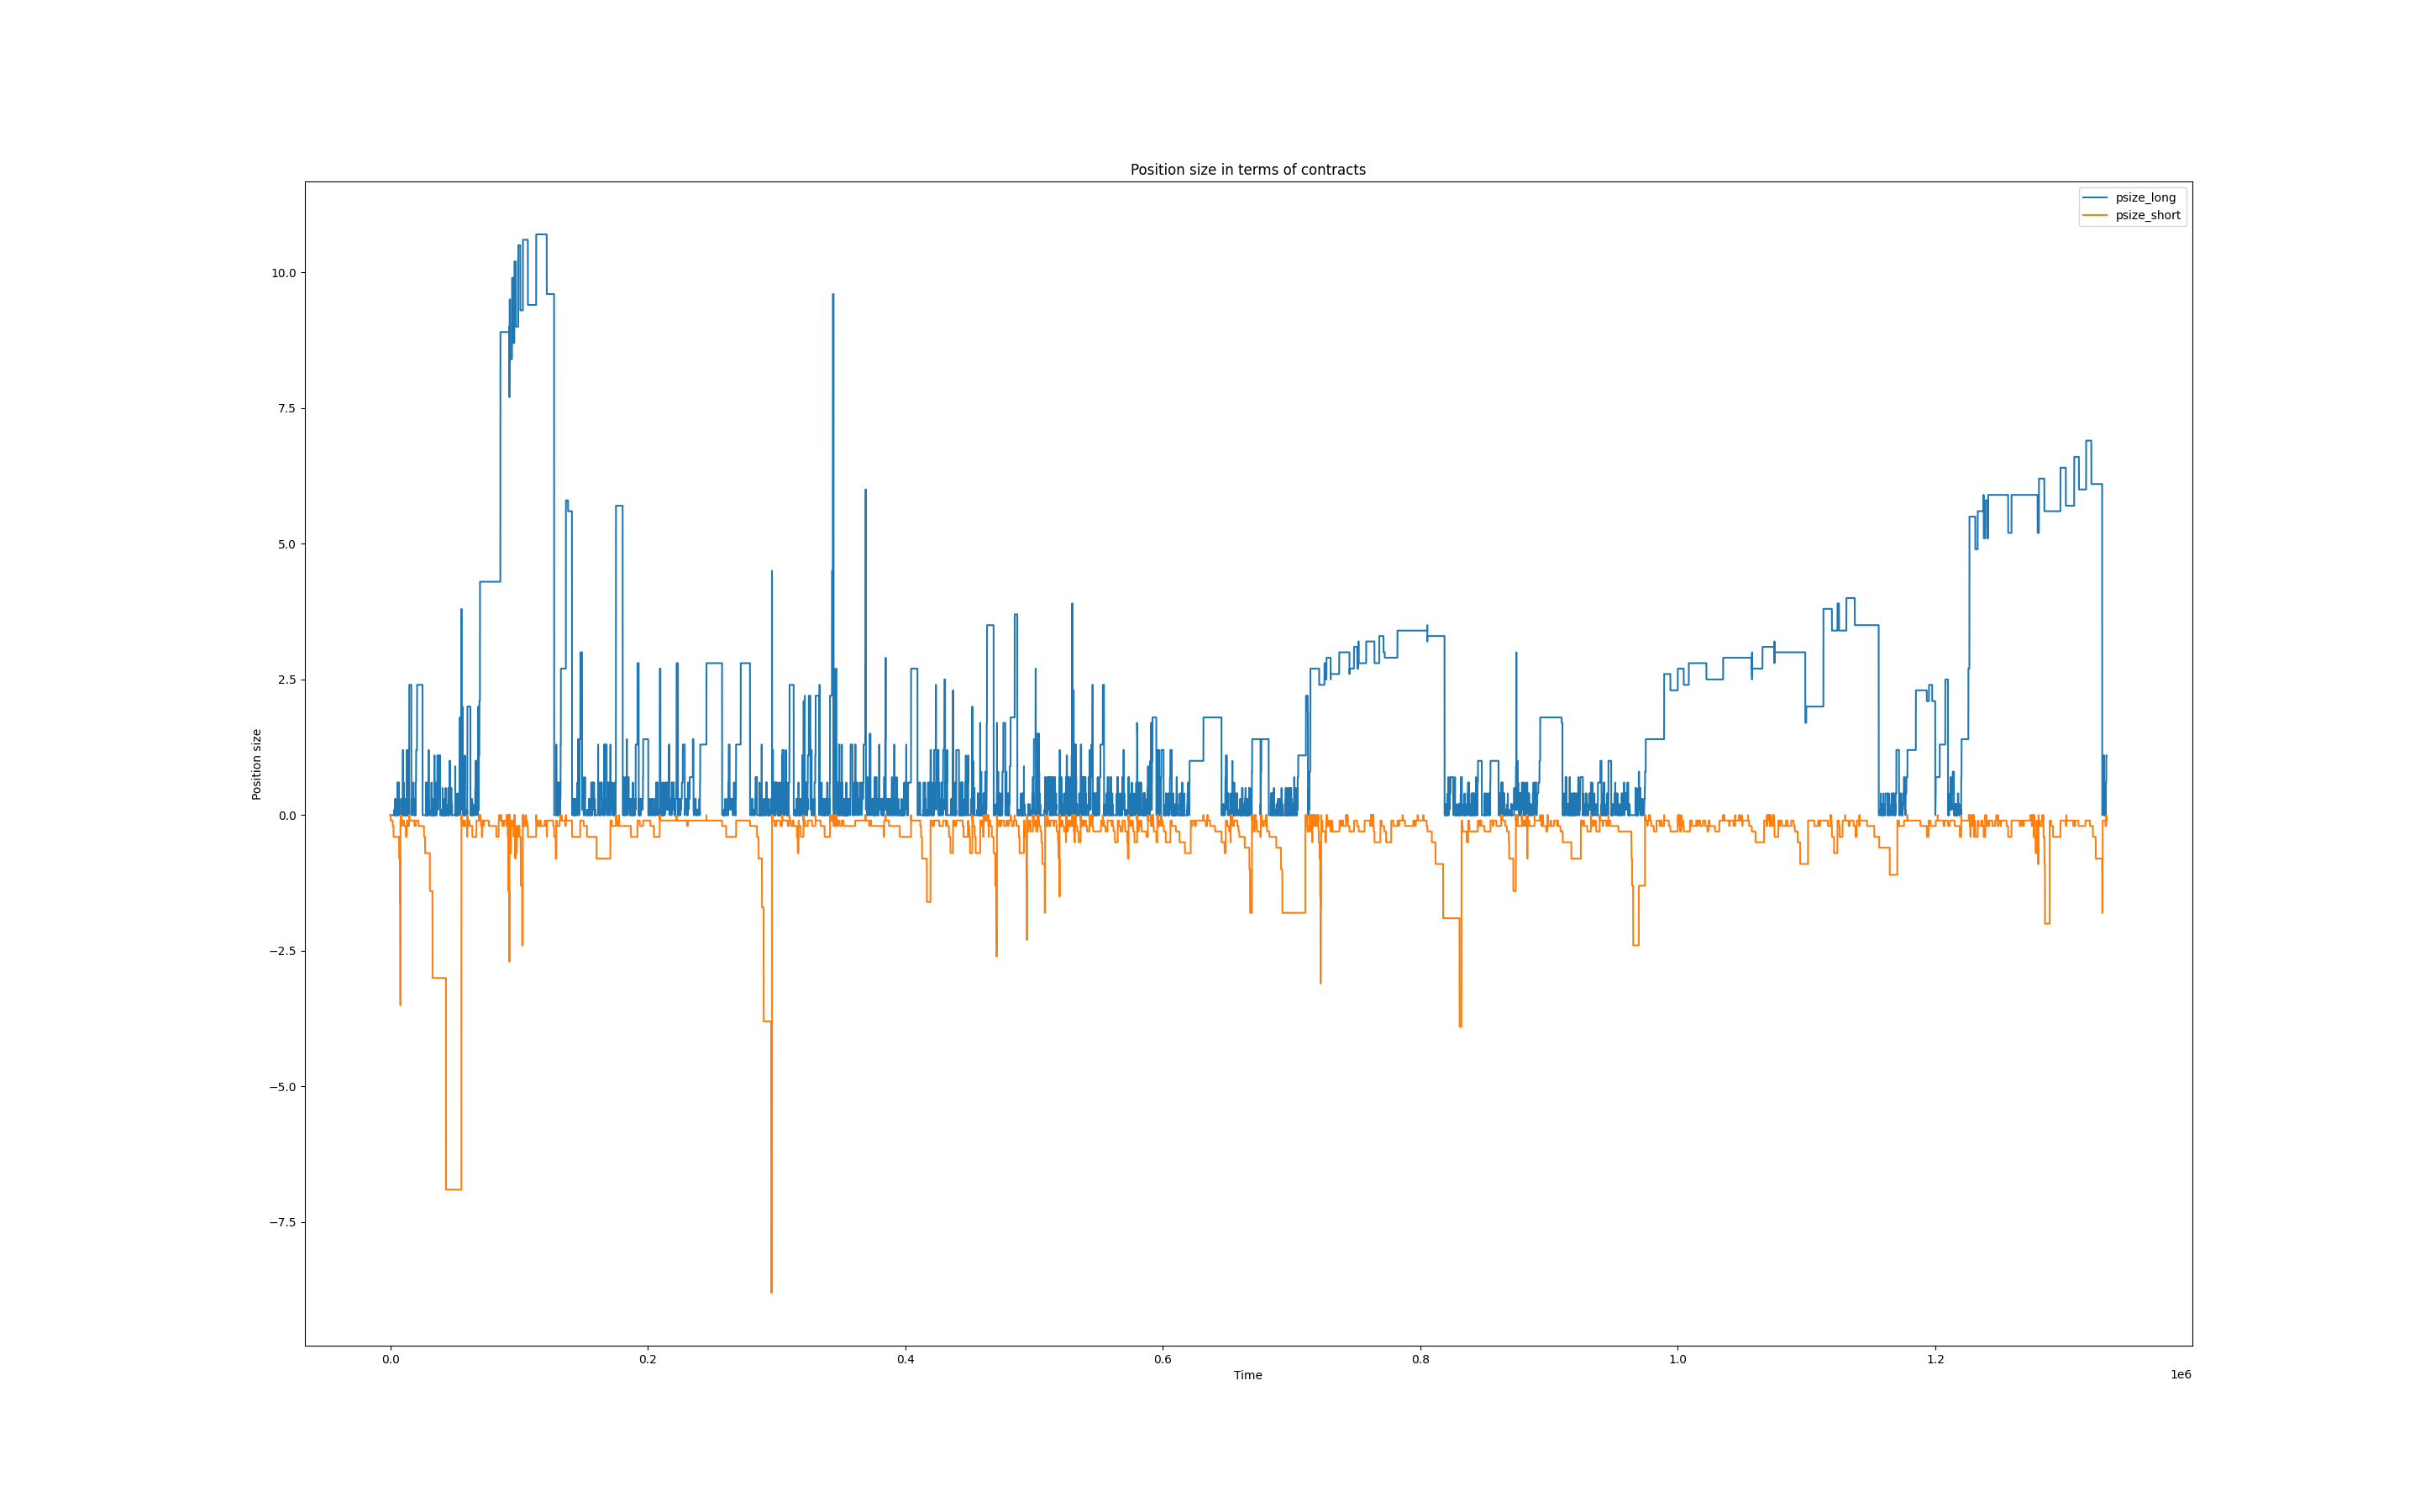 Position size in terms of contracts
psize_long
psize_short
Position size
10.0
7.5
5.0
2.5
0.0
−2.5
−5.0
−7.5
0.0
0.2
0.4
0.6
0.8
1.0
1.2
1e6
Time